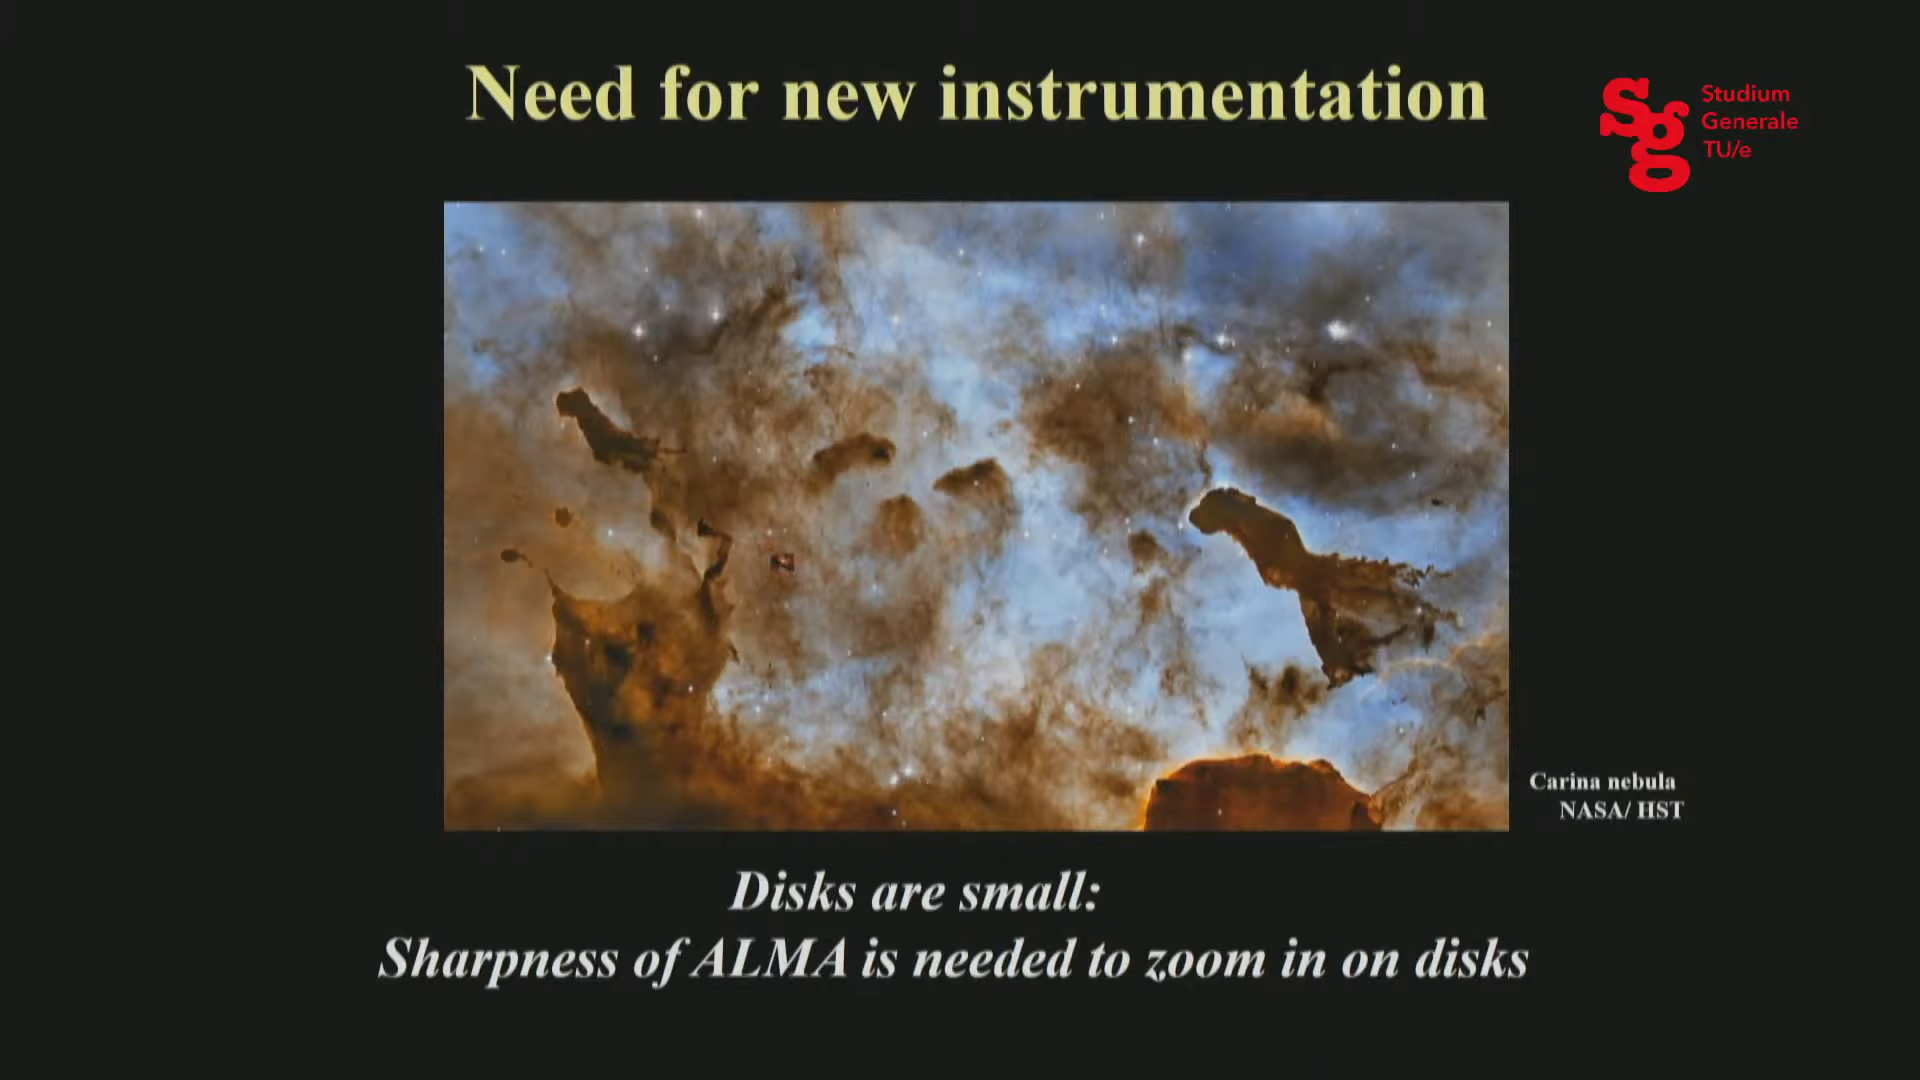 Need for new instrumentation
Sgg
Studium
Generale
TU/e
Carina nebula
NASA/ HST
Disks are small:
Sharpness of ALMA is needed to zoom in on disks